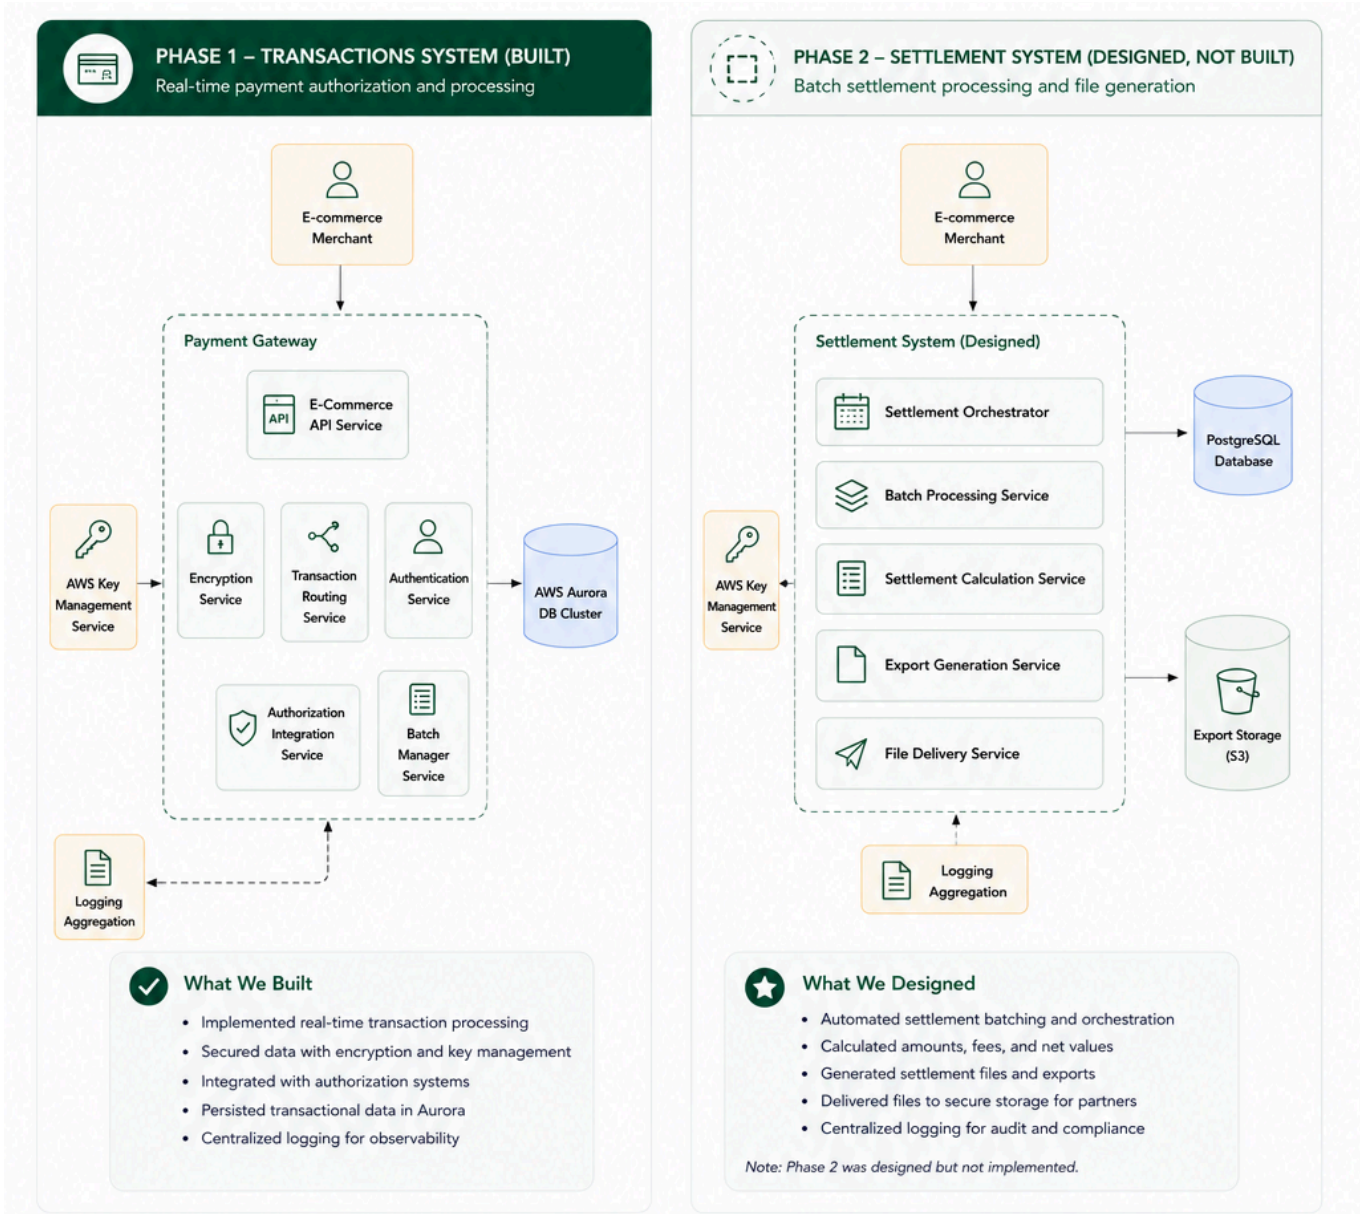 PHASE 1 – TRANSACTIONS SYSTEM (BUILT)
Real-time payment authorization and processing
E-commerce
Merchant
Payment Gateway
API
E-Commerce
API Service
AWS Key
Management
Service
Encryption
Service
Transaction
Routing
Service
Authentication
Service
AWS Aurora
DB Cluster
Authorization
Integration
Service
Batch
Manager
Service
Logging
Aggregation
What We Built
• Implemented real-time transaction processing
• Secured data with encryption and key management
• Integrated with authorization systems
• Persisted transactional data in Aurora
• Centralized logging for observability
PHASE 2 – SETTLEMENT SYSTEM (DESIGNED, NOT BUILT)
Batch settlement processing and file generation
E-commerce
Merchant
Settlement System (Designed)
Settlement Orchestrator
Batch Processing Service
Settlement Calculation Service
Export Generation Service
File Delivery Service
AWS Key
Management
Service
PostgreSQL
Database
Export Storage
(S3)
Logging
Aggregation
What We Designed
• Automated settlement batching and orchestration
• Calculated amounts, fees, and net values
• Generated settlement files and exports
• Delivered files to secure storage for partners
• Centralized logging for audit and compliance
Note: Phase 2 was designed but not implemented.